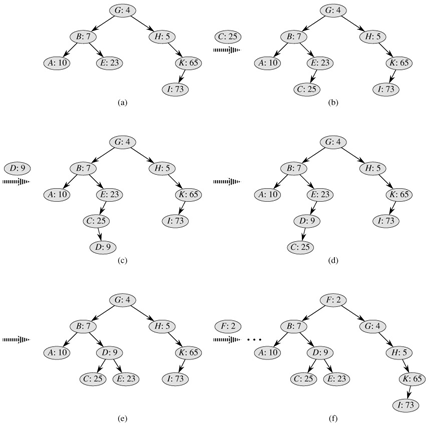 G: 4
B: 7 H: 5
A: 10 E: 23 K: 65
I: 73
(a)
C: 25
G: 4
B: 7 H: 5
A: 10 E: 23 K: 65
C: 25 I: 73
(b)
D: 9
G: 4
B: 7 H: 5
A: 10 E: 23 K: 65
C: 25 I: 73
D: 9
(c)
G: 4
B: 7 H: 5
A: 10 E: 23 K: 65
D: 9 I: 73
C: 25
(d)
G: 4
B: 7 H: 5
A: 10 D: 9 K: 65
C: 25 E: 23 I: 73
(e)
F: 2
...
F: 2
B: 7 G: 4
A: 10 D: 9 H: 5
C: 25 E: 23 K: 65
I: 73
(f)